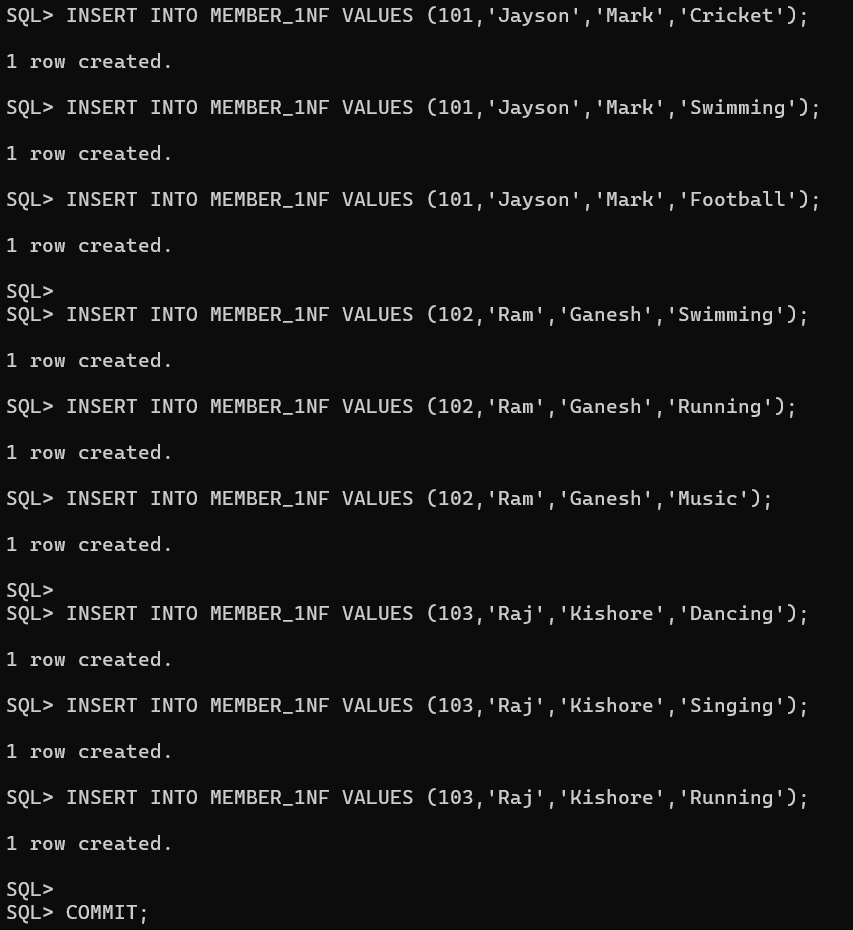 SQL> INSERT INTO MEMBER_1NF VALUES (101,'Jayson','Mark','Cricket');
1 row created.
SQL> INSERT INTO MEMBER_1NF VALUES (101,'Jayson','Mark','Swimming');
1 row created.
SQL> INSERT INTO MEMBER_1NF VALUES (101,'Jayson','Mark','Football');
1 row created.
SQL>
SQL> INSERT INTO MEMBER_1NF VALUES (102,'Ram','Ganesh','Swimming');
1 row created.
SQL> INSERT INTO MEMBER_1NF VALUES (102,'Ram','Ganesh','Running');
1 row created.
SQL> INSERT INTO MEMBER_1NF VALUES (102,'Ram','Ganesh','Music');
1 row created.
SQL>
SQL> INSERT INTO MEMBER_1NF VALUES (103,'Raj','Kishore','Dancing');
1 row created.
SQL> INSERT INTO MEMBER_1NF VALUES (103,'Raj','Kishore','Singing');
1 row created.
SQL> INSERT INTO MEMBER_1NF VALUES (103,'Raj','Kishore','Running');
1 row created.
SQL>
SQL> COMMIT;